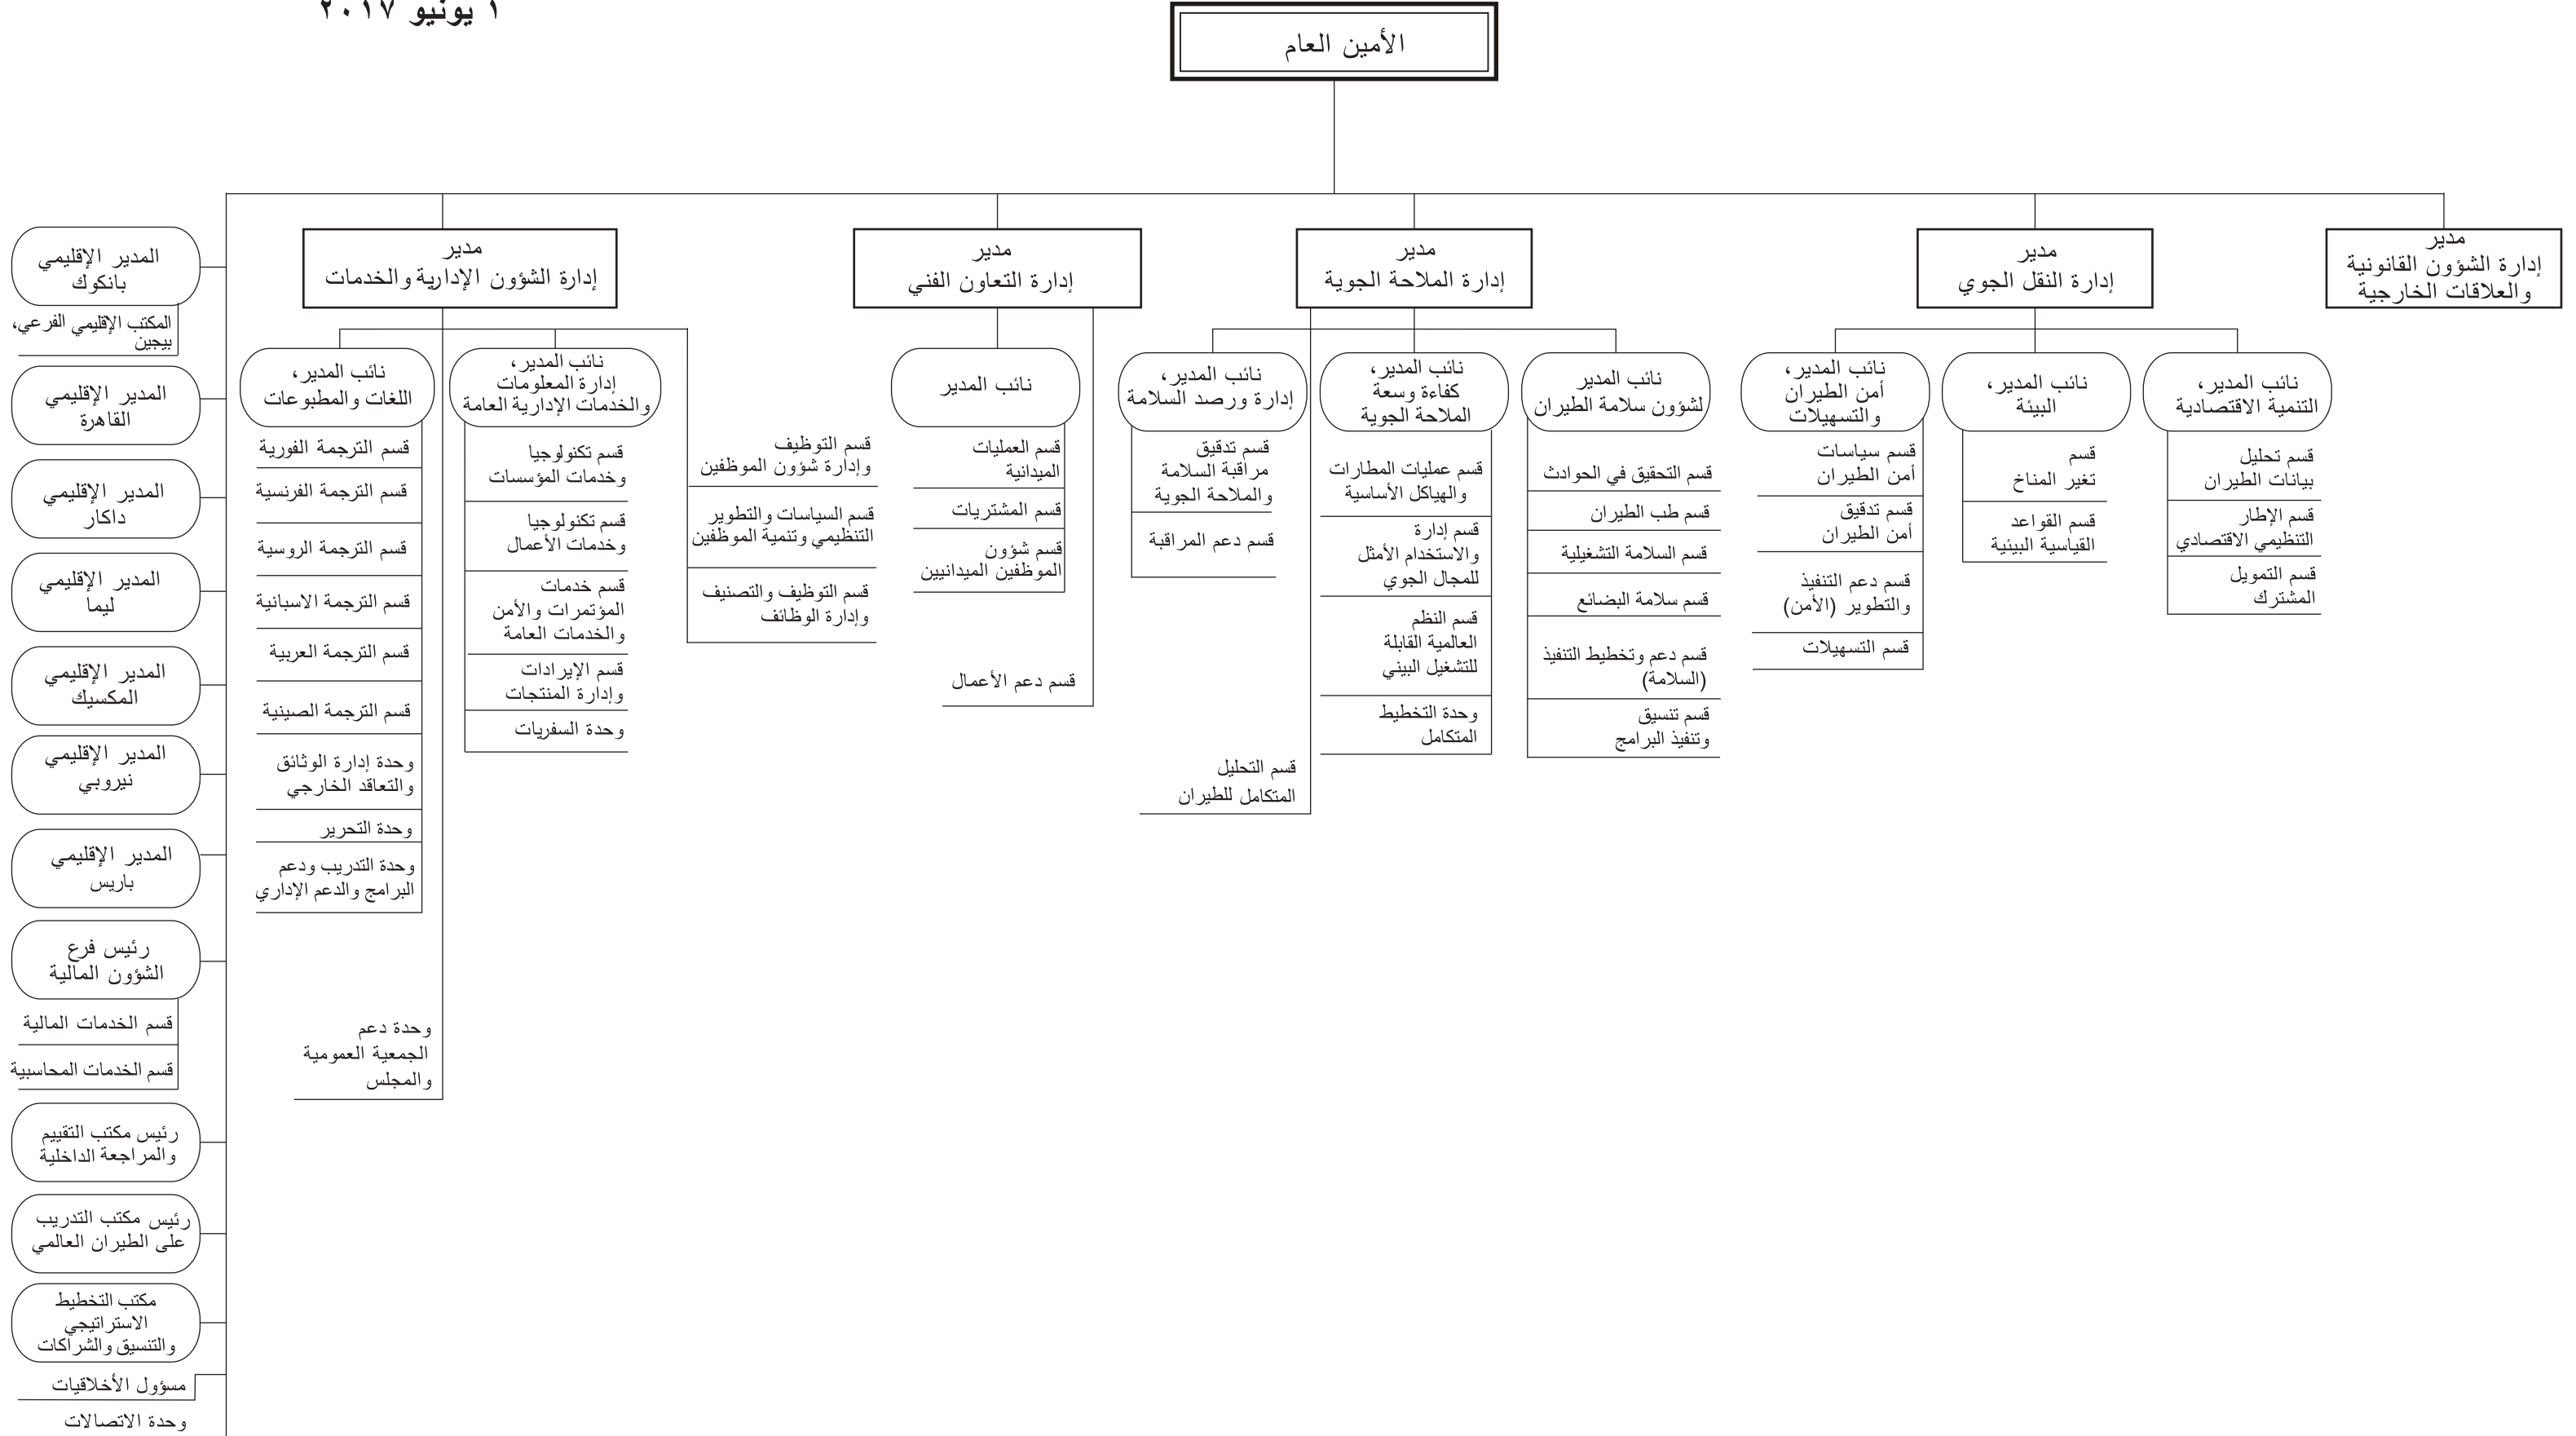 ١ يونيو ٢٠١٧
الأمين العام
مدير
إدارة الشؤون القانونية
والعلاقات الخارجية
مدير
إدارة النقل الجوي
نائب المدير،
التنمية الاقتصادية
قسم تحليل
بيانات الطيران
قسم الإطار
التنظيمي الاقتصادي
قسم التمويل
المشترك
نائب المدير،
البيئة
قسم
تغير المناخ
قسم القواعد
القياسية البيئية
نائب المدير،
أمن الطيران
والتسهيلات
قسم سياسات
أمن الطيران
قسم تدقيق
أمن الطيران
قسم دعم التنفيذ
والتطوير (الأمن)
قسم التسهيلات
مدير
إدارة الملاحة الجوية
نائب المدير
لشؤون سلامة الطيران
قسم التحقيق في الحوادث
قسم طب الطيران
قسم السلامة التشغيلية
قسم سلامة البضائع
قسم دعم وتخطيط التنفيذ
(السلامة)
قسم تنسيق
وتنفيذ البرامج
نائب المدير،
كفاءة وسعة
الملاحة الجوية
قسم عمليات المطارات
والهياكل الأساسية
قسم إدارة
والاستخدام الأمثل
للمجال الجوي
قسم النظم
العالمية القابلة
للتشغيل البيني
وحدة التخطيط
المتكامل
نائب المدير،
إدارة ورصد السلامة
قسم تدقيق
مراقبة السلامة
والملاحة الجوية
قسم دعم المراقبة
قسم التحليل
المتكامل للطيران
مدير
إدارة التعاون الفني
نائب المدير
قسم العمليات
الميدانية
قسم المشتريات
قسم شؤون
الموظفين الميدانيين
قسم دعم الأعمال
مدير
إدارة الشؤون الإدارية والخدمات
قسم التوظيف
وإدارة شؤون الموظفين
قسم السياسات والتطوير
التنظيمي وتنمية الموظفين
قسم التوظيف والتصنيف
وإدارة الوظائف
نائب المدير،
إدارة المعلومات
والخدمات الإدارية العامة
قسم تكنولوجيا
وخدمات المؤسسات
قسم تكنولوجيا
وخدمات الأعمال
قسم خدمات
المؤتمرات والأمن
والخدمات العامة
قسم الإيرادات
وإدارة المنتجات
وحدة السفريات
نائب المدير،
اللغات والمطبوعات
قسم الترجمة الفورية
قسم الترجمة الفرنسية
قسم الترجمة الروسية
قسم الترجمة الاسبانية
قسم الترجمة العربية
قسم الترجمة الصينية
وحدة إدارة الوثائق
والتعاقد الخارجي
وحدة التحرير
وحدة التدريب ودعم
البرامج والدعم الإداري
وحدة دعم
الجمعية العمومية
والمجلس
المدير الإقليمي
بانكوك
المكتب الإقليمي الفرعي،
بيجين
المدير الإقليمي
القاهرة
المدير الإقليمي
داكار
المدير الإقليمي
ليما
المدير الإقليمي
المكسيك
المدير الإقليمي
نيروبي
المدير الإقليمي
باريس
رئيس فرع
الشؤون المالية
قسم الخدمات المالية
قسم الخدمات المحاسبية
رئيس مكتب التقييم
والمراجعة الداخلية
رئيس مكتب التدريب
على الطيران العالمي
مكتب التخطيط
الاستراتيجي
والتنسيق والشراكات
مسؤول الأخلاقيات
وحدة الاتصالات